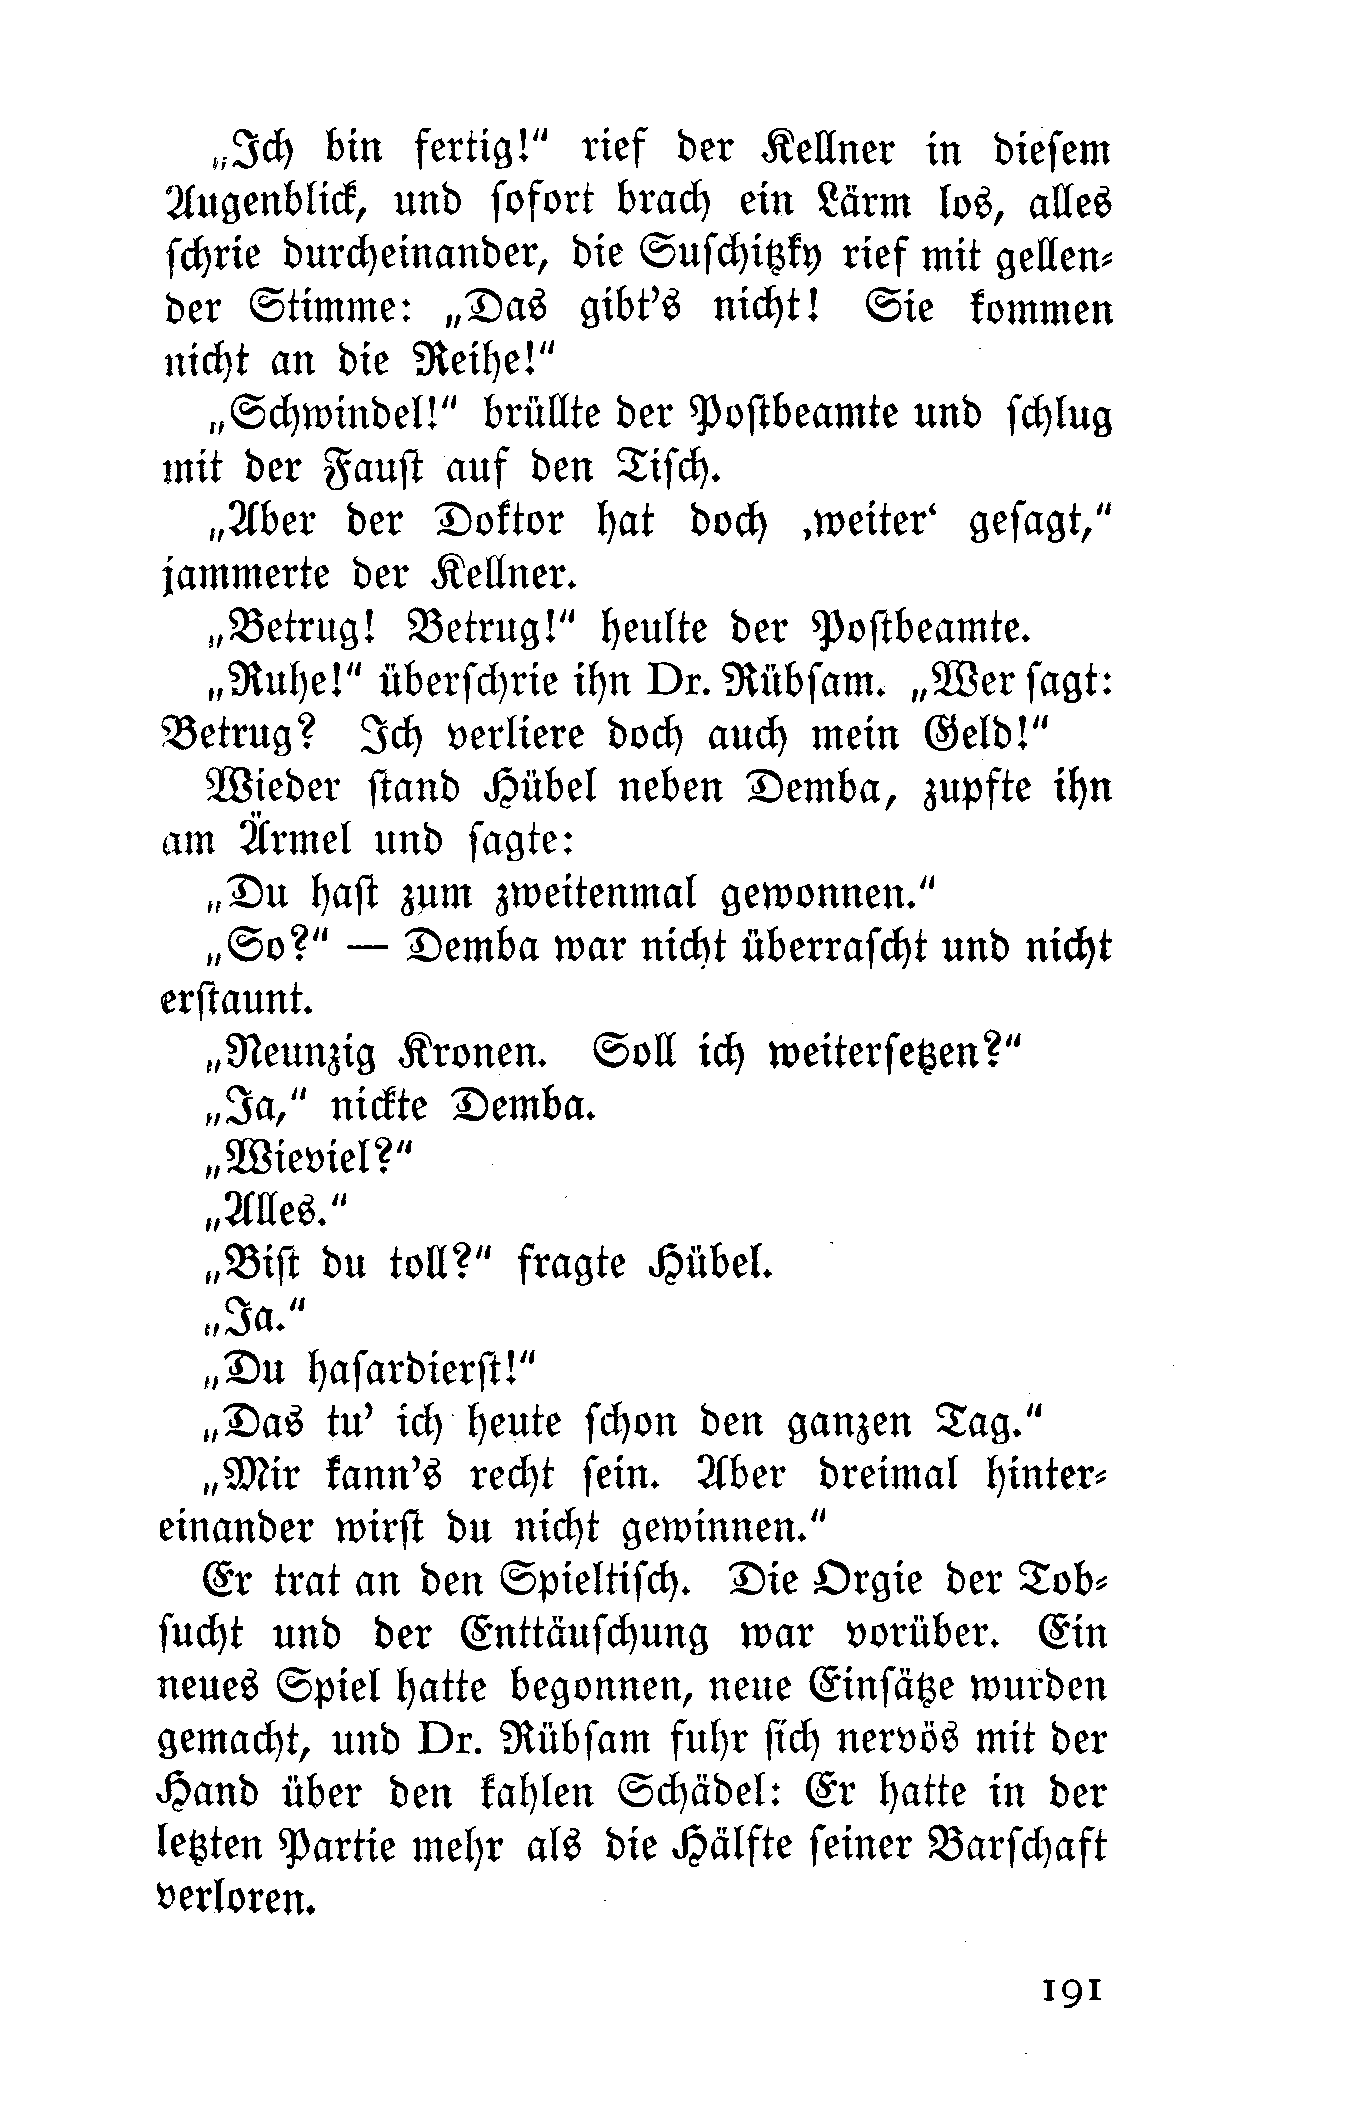 „Ich bin fertig!“ rief der Kellner in diesem
Augenblick, und sofort brach ein Lärm los, alles
schrie durcheinander, die Suschitzky rief mit gellen-
der Stimme: „Das gibt’s nicht! Sie kommen
nicht an die Reihe!“
„Schwindel!“ brüllte der Postbeamte und schlug
mit der Faust auf den Tisch.
„Aber der Doktor hat doch ‚weiter‘ gesagt,“
jammerte der Kellner.
„Betrug! Betrug!“ heulte der Postbeamte.
„Ruhe!“ überschrie ihn Dr. Rübsam. „Wer sagt:
Betrug? Ich verliere doch auch mein Geld!“
Wieder stand Hübel neben Demba, zupfte ihn
am Ärmel und sagte:
„Du hast zum zweitenmal gewonnen.“
„So?“ — Demba war nicht überrascht und nicht
erstaunt.
„Neunzig Kronen. Soll ich weitersetzen?“
„Ja,“ nickte Demba.
„Wieviel?“
„Alles.“
„Bist du toll?“ fragte Hübel.
„Ja.“
„Du hasardierst!“
„Das tu’ ich heute schon den ganzen Tag.“
„Mir kann’s recht sein. Aber dreimal hinter-
einander wirst du nicht gewinnen.“
Er trat an den Spieltisch. Die Orgie der Tob-
sucht und der Enttäuschung war vorüber. Ein
neues Spiel hatte begonnen, neue Einsätze wurden
gemacht, und Dr. Rübsam fuhr sich nervös mit der
Hand über den kahlen Schädel: Er hatte in der
letzten Partie mehr als die Hälfte seiner Barschaft
verloren.
191